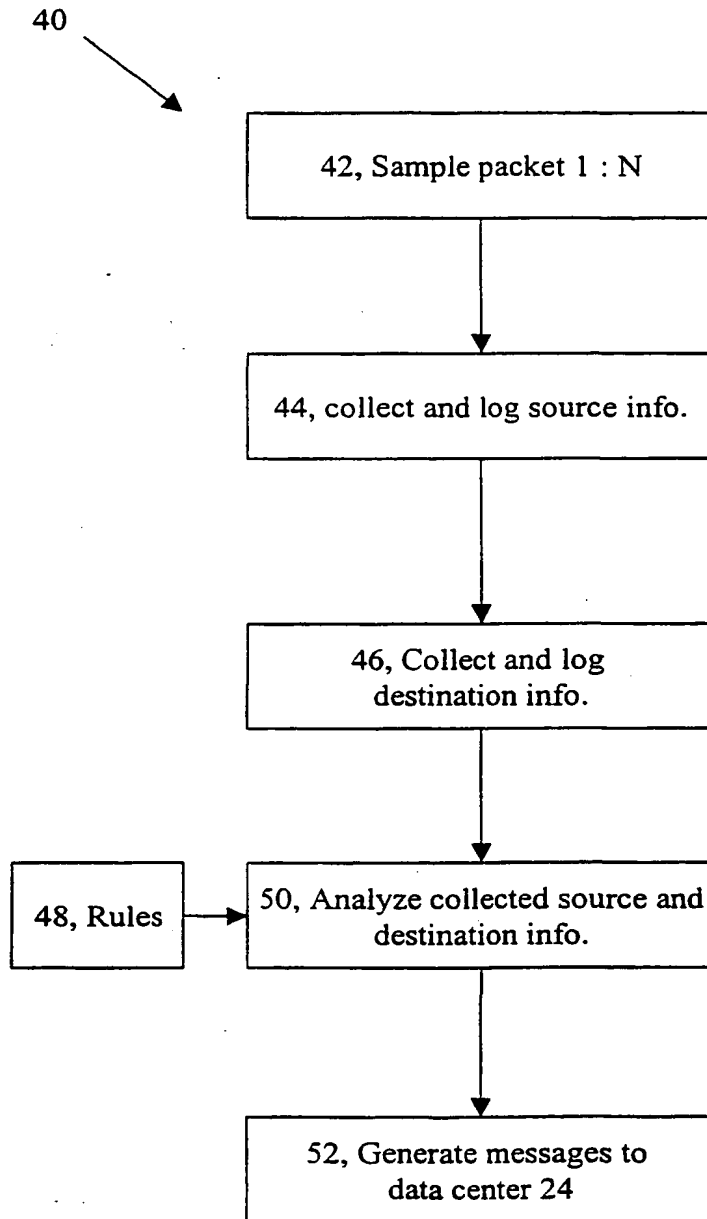 40
42, Sample packet 1 : N
44, collect and log source info.
46, Collect and log
destination info.
48, Rules
50, Analyze collected source and
destination info.
52, Generate messages to
data center 24